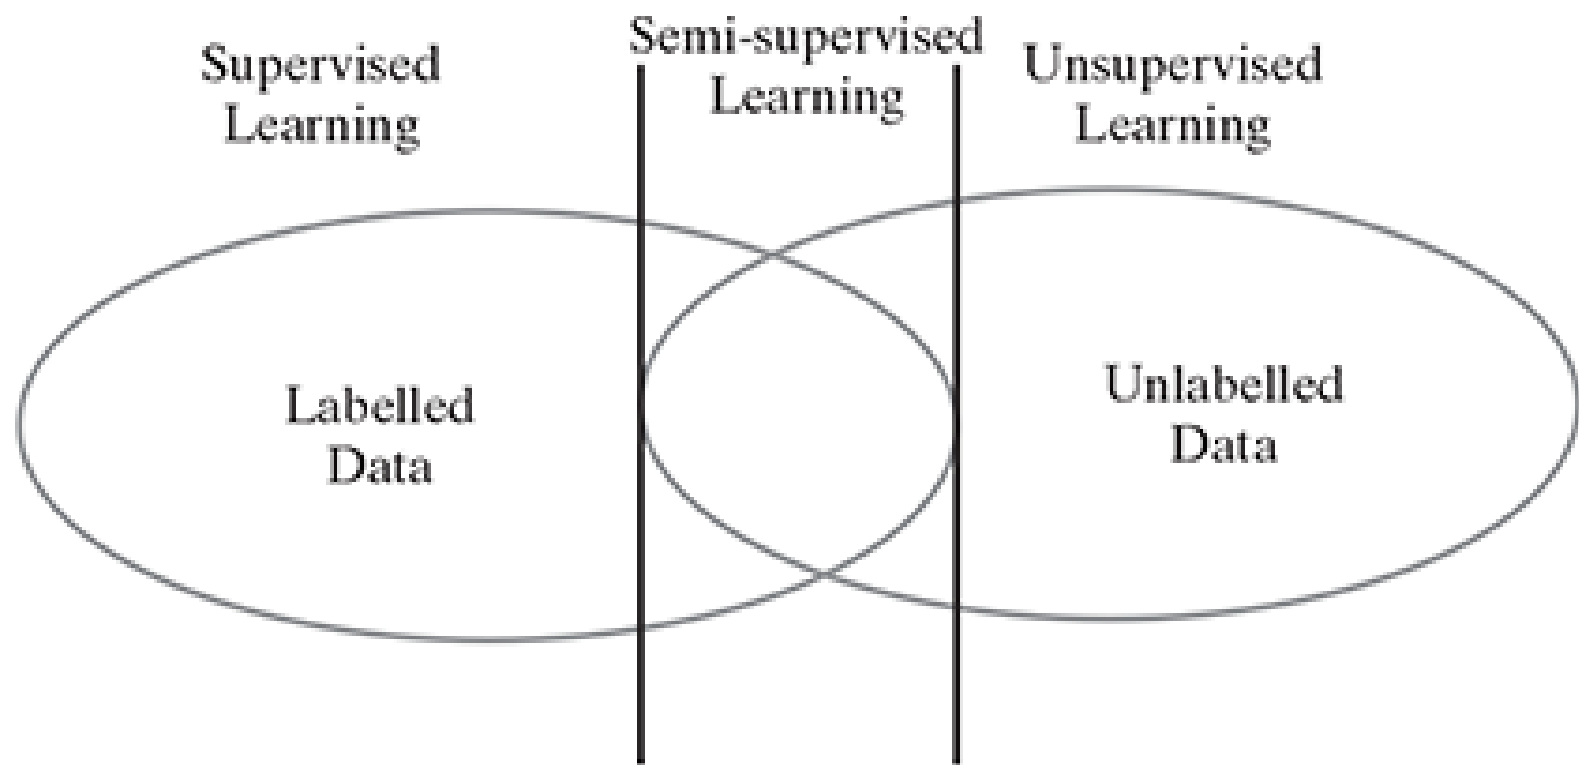 Supervised
Learning
Semi-supervised
Learning
Unsupervised
Learning
Labelled
Data
Unlabelled
Data